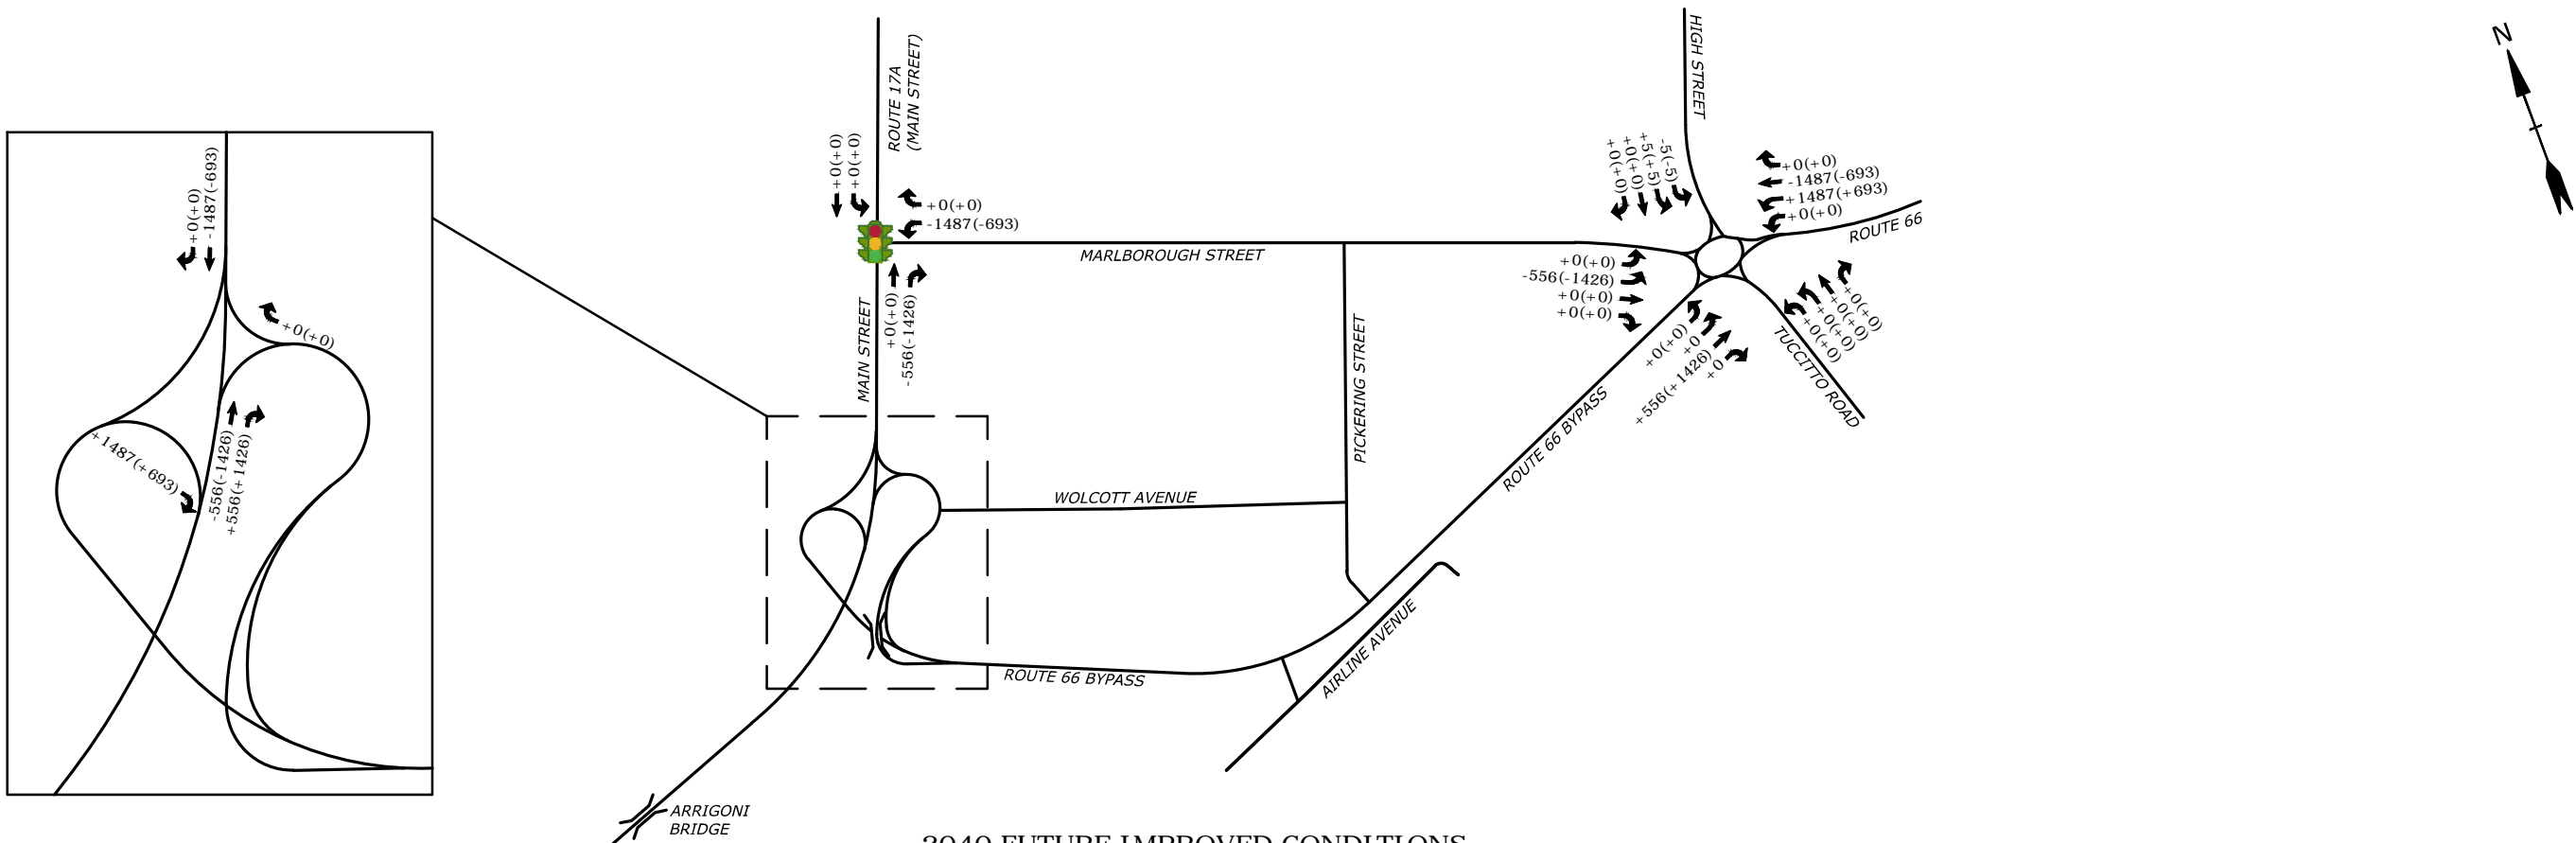 N
ROUTE 17A
(MAIN STREET)
HIGH STREET
+0(+0)
-1487(-693)
+0(+0)
+1487(+693)
-556(-1426)
+556(+1426)
+0(+0)
+0(+0)
+0(+0)
-1487(-693)
+0(+0)
-556(-1426)
MARLBOROUGH STREET
MAIN STREET
PICKERING STREET
WOLCOTT AVENUE
ROUTE 66 BYPASS
ROUTE 66 BYPASS
AIRLINE AVENUE
ARRIGONI
BRIDGE
+0(+0)
+0(+0)
+5(+5)
-5(-5)
+0(+0)
-1487(-693)
+1487(+693)
+0(+0)
ROUTE 66
+0(+0)
-556(-1426)
+0(+0)
+0(+0)
+0(+0)
+0
+556(+1426)
+0
+0(+0)
+0(+0)
+0(+0)
+0(+0)
TUCCITTO ROAD
2040 FUTURE IMPROVED CONDITIONS